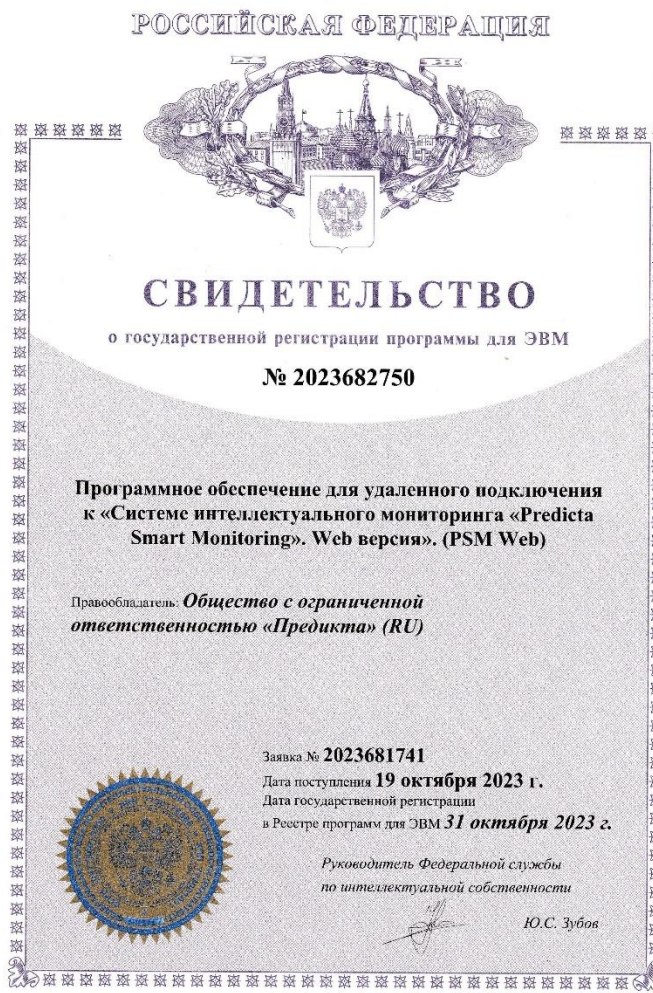 РОССИЙСКАЯ ФЕДЕРАЦИЯ
СВИДЕТЕЛЬСТВО
о государственной регистрации программы для ЭВМ
№ 2023682750
Программное обеспечение для удаленного подключения
к «Системе интеллектуального мониторинга «Predicta
Smart Monitoring». Web версия». (PSM Web)
Правообладатель: Общество с ограниченной
ответственностью «Предикта» (RU)
Заявка № 2023681741
Дата поступления 19 октября 2023 г.
Дата государственной регистрации
в Реестре программ для ЭВМ 31 октября 2023 г.
Руководитель Федеральной службы
по интеллектуальной собственности
Ю.С. Зубов